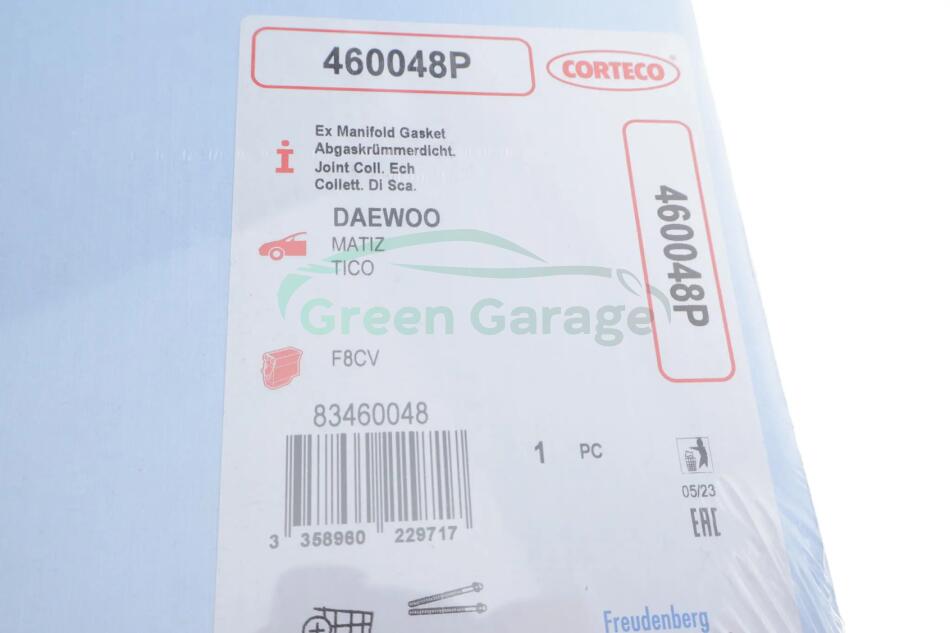 460048P
CORTECO
Ex Manifold Gasket
Abgaskrümmerdicht.
Joint Coll. Ech
Collett. Di Sca.
DAEWOO
MATIZ
TICO
460048P
Green Garage
F8CV
83460048
1 PC
05/23
EAC
3 358960 229717
Freudenberg